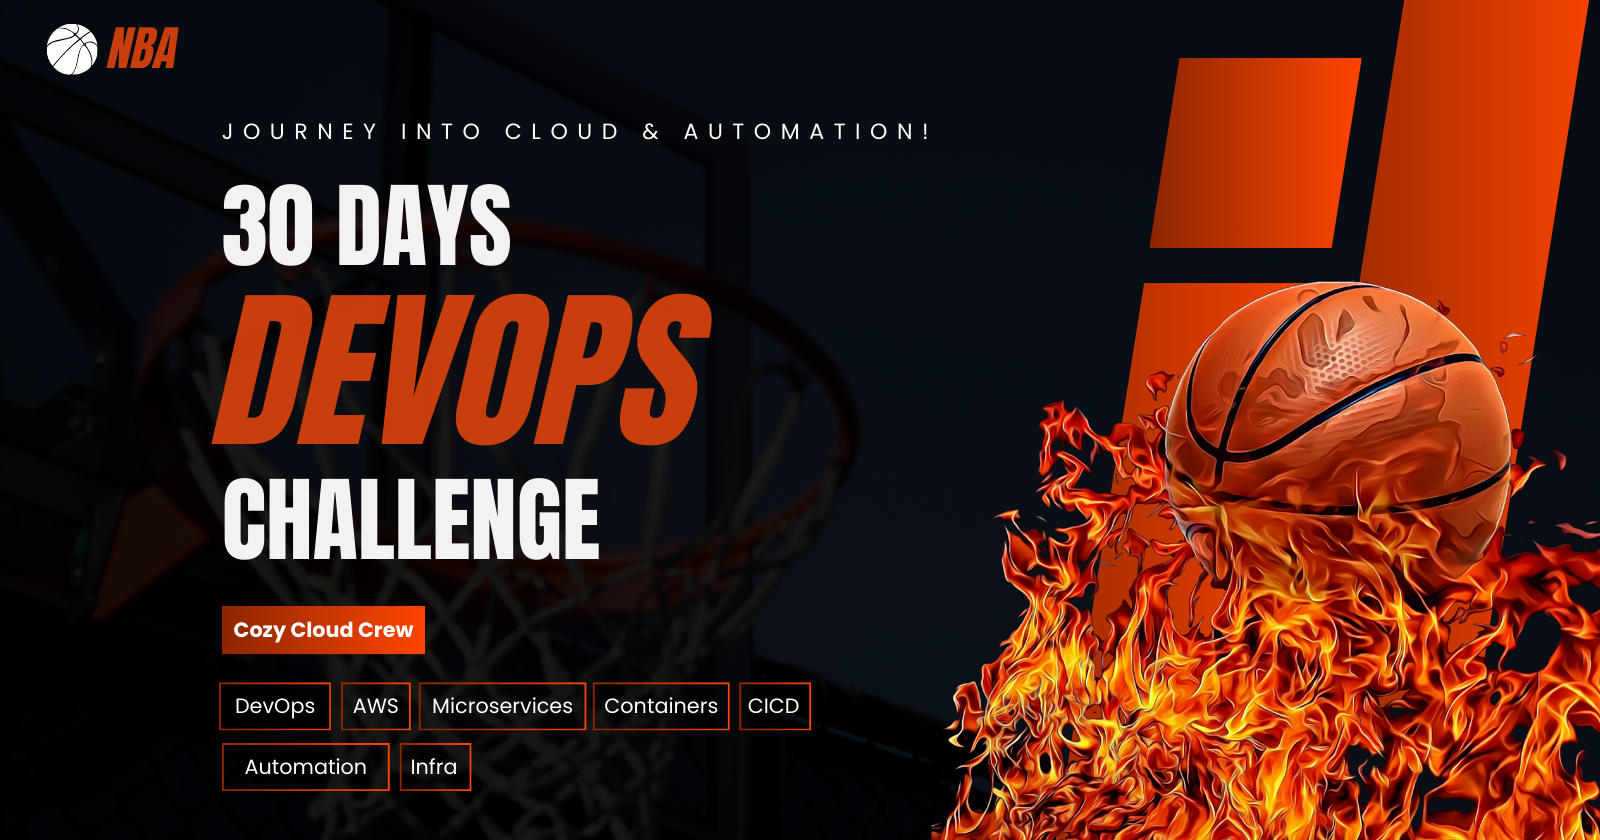 NBA
JOURNEY INTO CLOUD & AUTOMATION!
30 DAYS
DEVOPS
CHALLENGE
Cozy Cloud Crew
DevOps AWS Microservices Containers CICD
Automation Infra